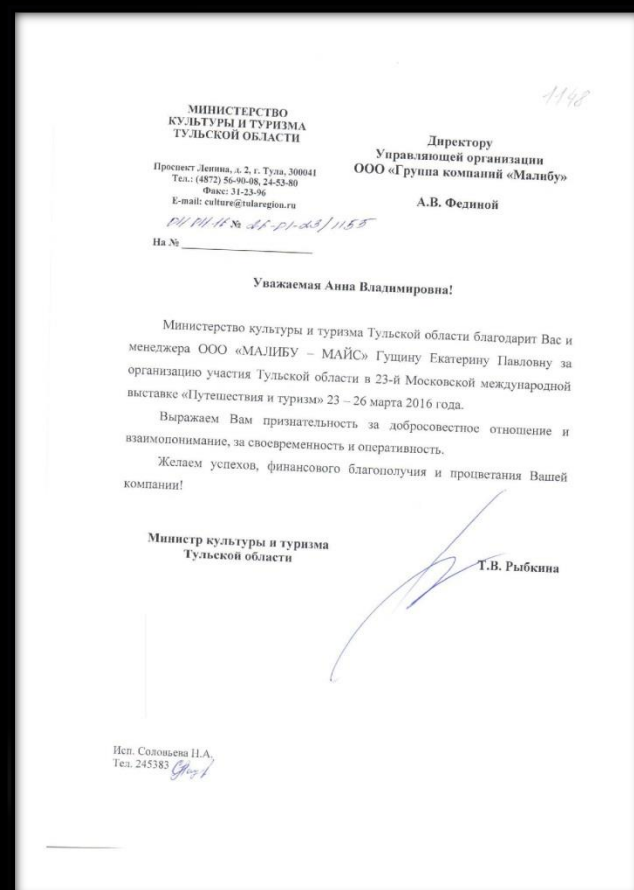 1148
МИНИСТЕРСТВО
КУЛЬТУРЫ И ТУРИЗМА
ТУЛЬСКОЙ ОБЛАСТИ
Проспект Ленина, д. 2, г. Тула, 300041
Тел.: (4872) 56-90-08, 24-53-80
Факс: 31-23-96
E-mail: culture@tularegion.ru
№
На №
Директору
Управляющей организации
ООО «Группа компаний «Малибу»
А.В. Фединой
Уважаемая Анна Владимировна!
Министерство культуры и туризма Тульской области благодарит Вас и
менеджера ООО «МАЛИБУ – МАЙС» Гущину Екатерину Павловну за
организацию участия Тульской области в 23-й Московской международной
выставке «Путешествия и туризм» 23 – 26 марта 2016 года.
Выражаем Вам признательность за добросовестное отношение и
взаимопонимание, за своевременность и оперативность.
Желаем успехов, финансового благополучия и процветания Вашей
компании!
Министр культуры и туризма
Тульской области
Т.В. Рыбкина
Исп. Соловьева Н.А.
Тел. 245383